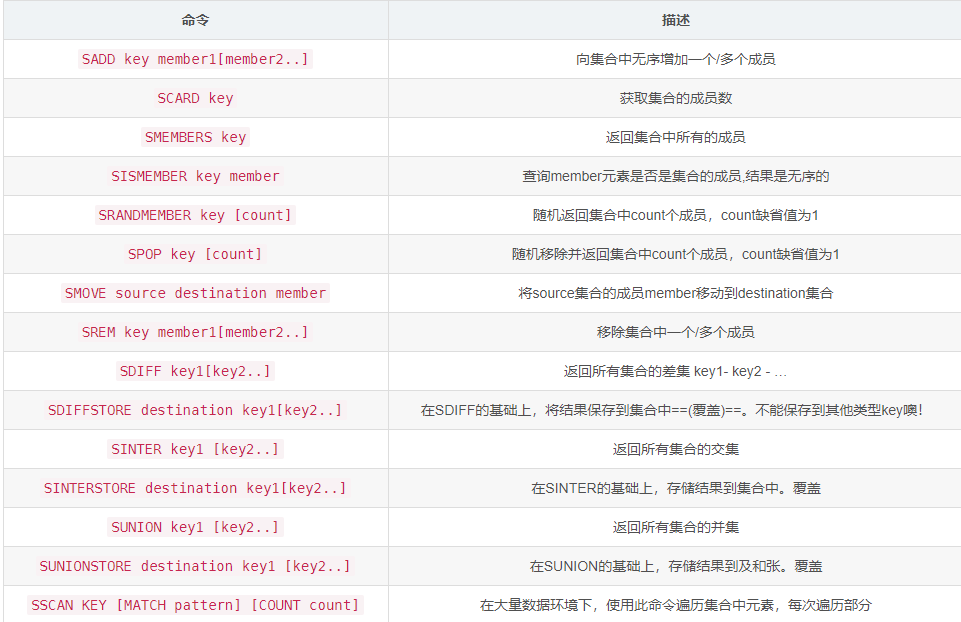 命令 描述
SADD key member1[member2..] 向集合中无序增加一个/多个成员
SCARD key 获取集合的成员数
SMEMBERS key 返回集合中所有的成员
SISMEMBER key member 查询member元素是否是集合的成员,结果是无序的
SRANDMEMBER key [count] 随机返回集合中count个成员，count缺省值为1
SPOP key [count] 随机移除并返回集合中count个成员，count缺省值为1
SMOVE source destination member 将source集合的成员member移动到destination集合
SREM key member1[member2..] 移除集合中一个/多个成员
SDIFF key1[key2..] 返回所有集合的差集 key1- key2 - …
SDIFFSTORE destination key1[key2..] 在SDIFF的基础上，将结果保存到集合中==(覆盖)==。不能保存到其他类型key噢！
SINTER key1 [key2..] 返回所有集合的交集
SINTERSTORE destination key1[key2..] 在SINTER的基础上，存储结果到集合中。覆盖
SUNION key1 [key2..] 返回所有集合的并集
SUNIONSTORE destination key1 [key2..] 在SUNION的基础上，存储结果到及和张。覆盖
SSCAN KEY [MATCH pattern] [COUNT count] 在大量数据环境下，使用此命令遍历集合中元素，每次遍历部分